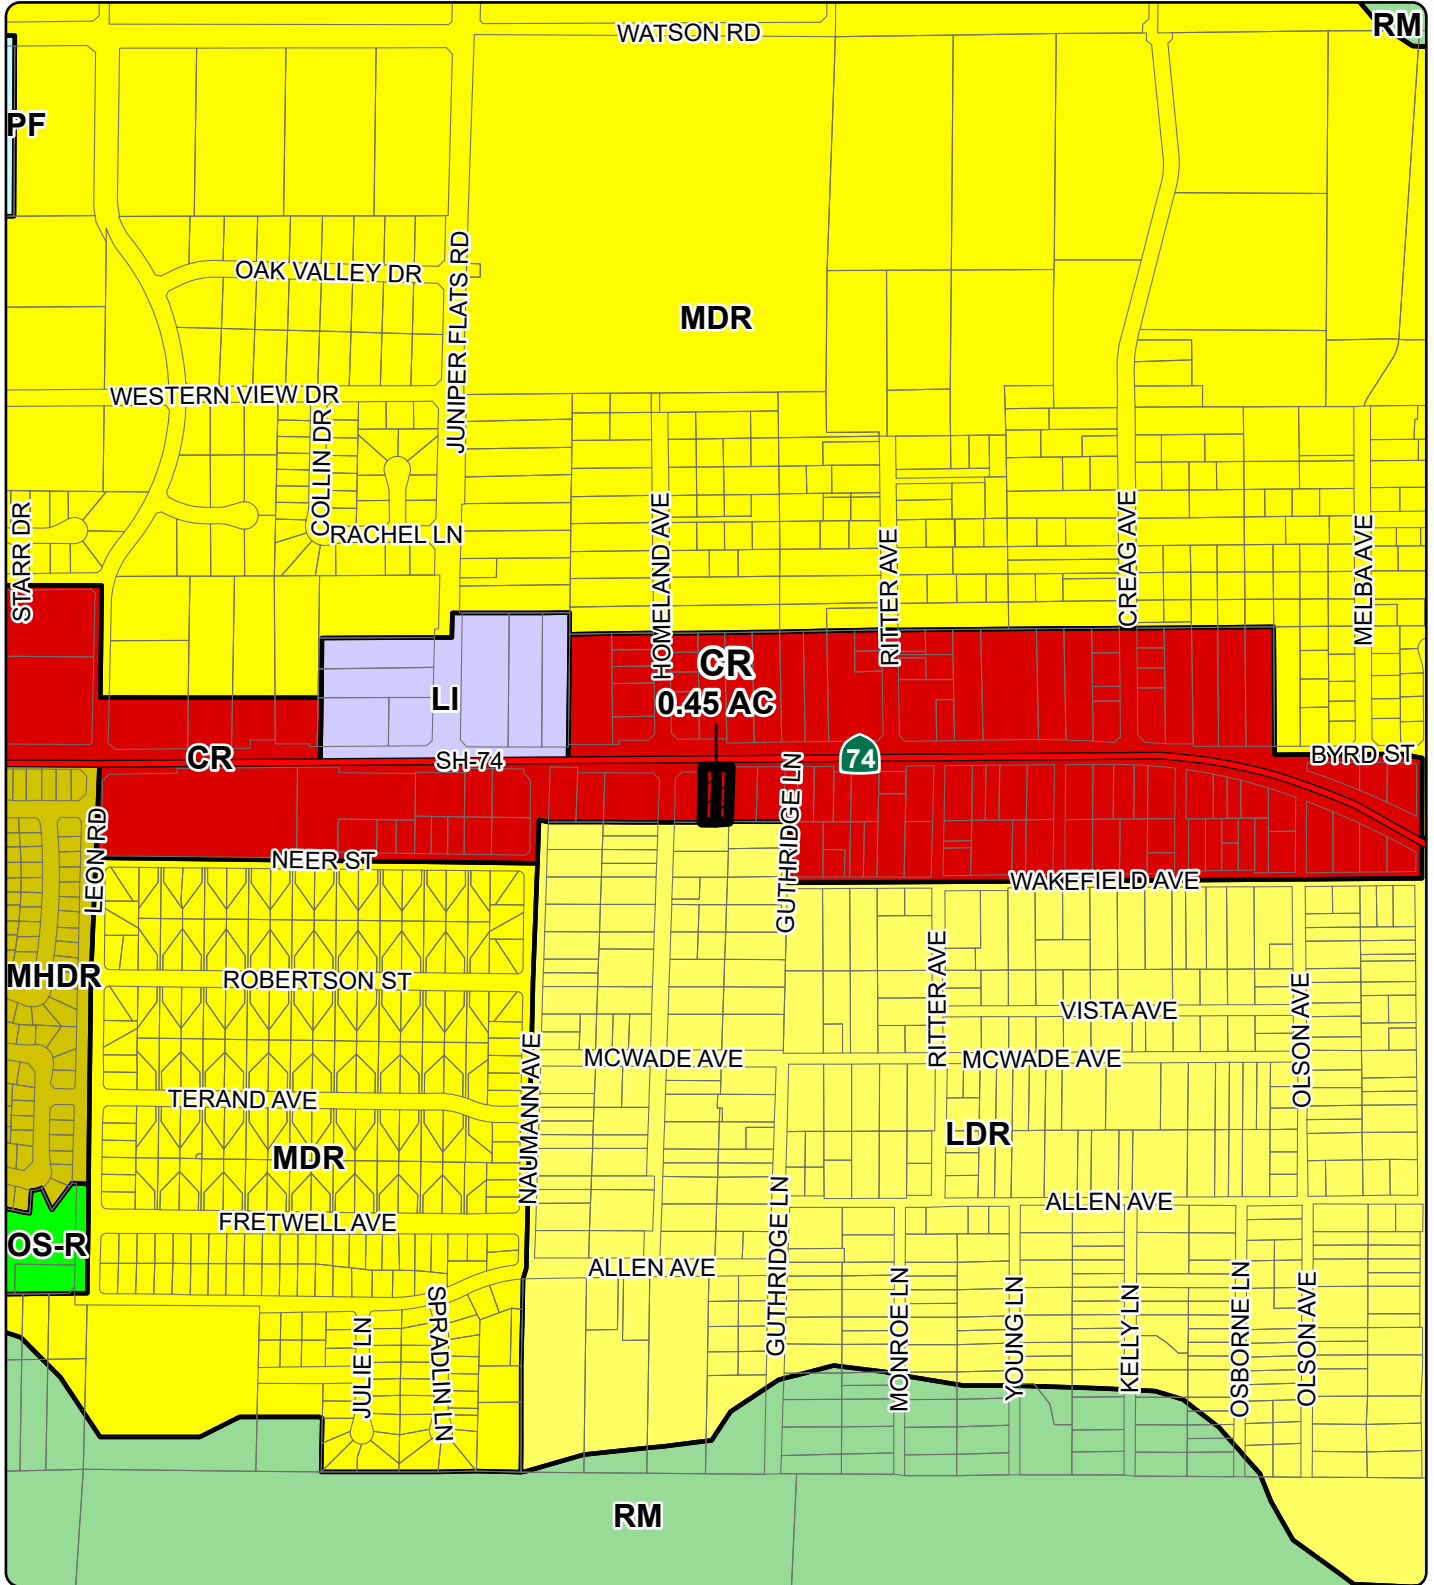 WATSON RD
RM
PF
OAK VALLEY DR
JUNIPER FLATS RD
MDR
WESTERN VIEW DR
COLLIN DR
RACHEL LN
STARR DR
HOMELAND AVE
RITTER AVE
CREAG AVE
MELBA AVE
CR
0.45 AC
LI
CR
SH-74
74
BYRD ST
GUTHRIDGE LN
LEON RD
NEER ST
WAKEFIELD AVE
MHDR
ROBERTSON ST
RITTER AVE
VISTA AVE
OLSON AVE
NAUMANN AVE
MCWADE AVE
MCWADE AVE
TERAND AVE
MDR
LDR
FRETWELL AVE
ALLEN AVE
OS-R
ALLEN AVE
GUTHRIDGE LN
SPRADLIN LN
JULIE LN
MONROE LN
YOUNG LN
KELLY LN
OSBORNE LN
OLSON AVE
RM